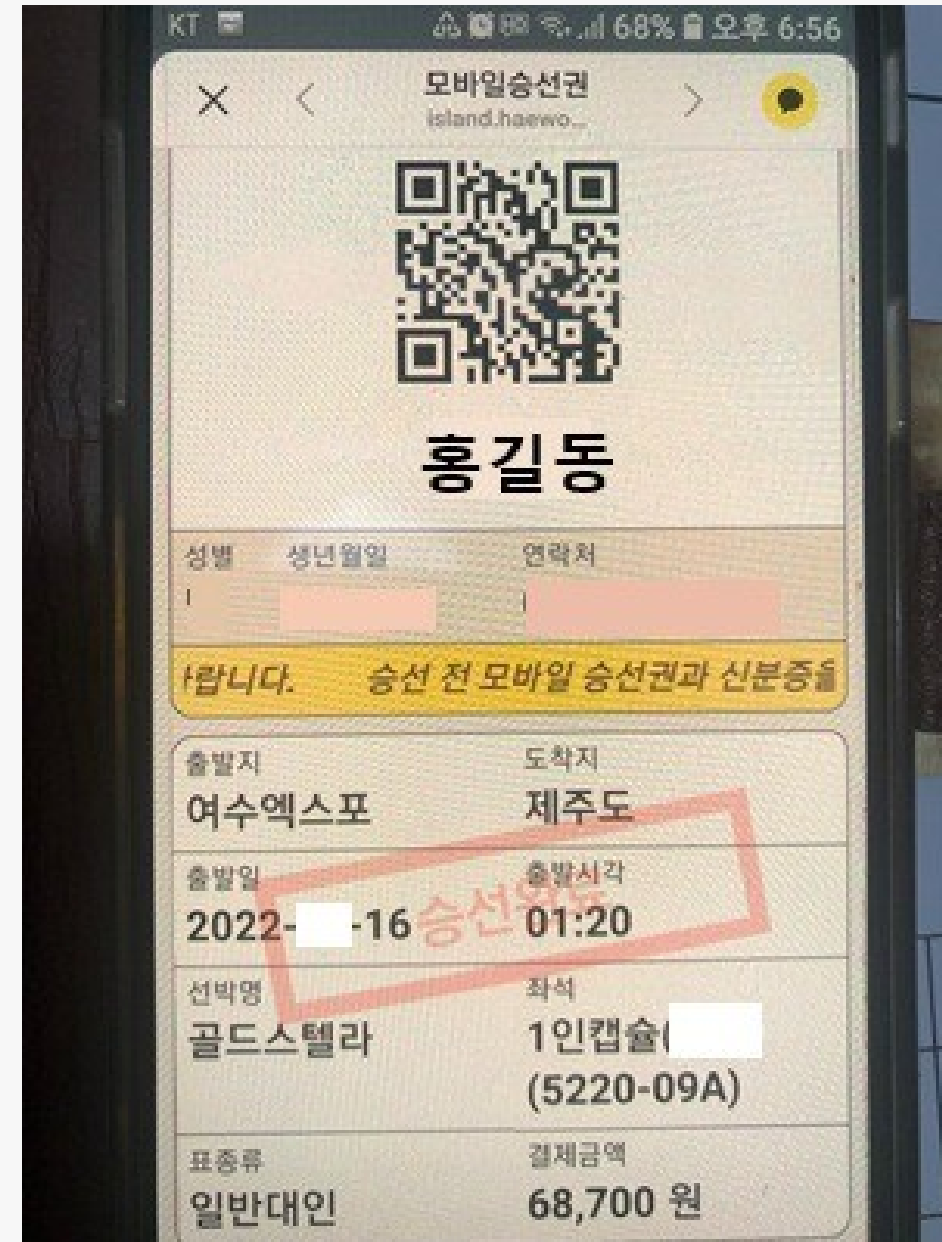 KT 68% 오후 6:56
모바일승선권
island.haewo...
홍길동
성별 생년월일 연락처
랍니다. 승선 전 모바일 승선권과 신분증을
출발지 도착지
여수엑스포 제주도
출발일 출발시각
2022- -16 01:20
승선
선박명 좌석
골드스텔라 1인캡슐(
(5220-09A)
표종류 결제금액
일반대인 68,700 원